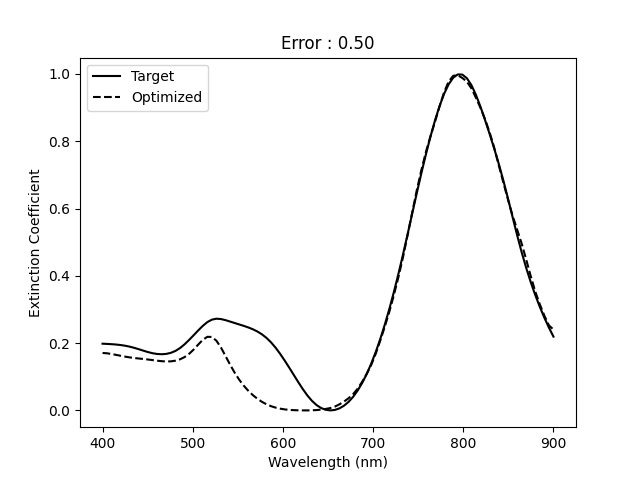 Error : 0.50
Target
Optimized
Extinction Coefficient
1.0
0.8
0.6
0.4
0.2
0.0
400 500 600 700 800 900
Wavelength (nm)